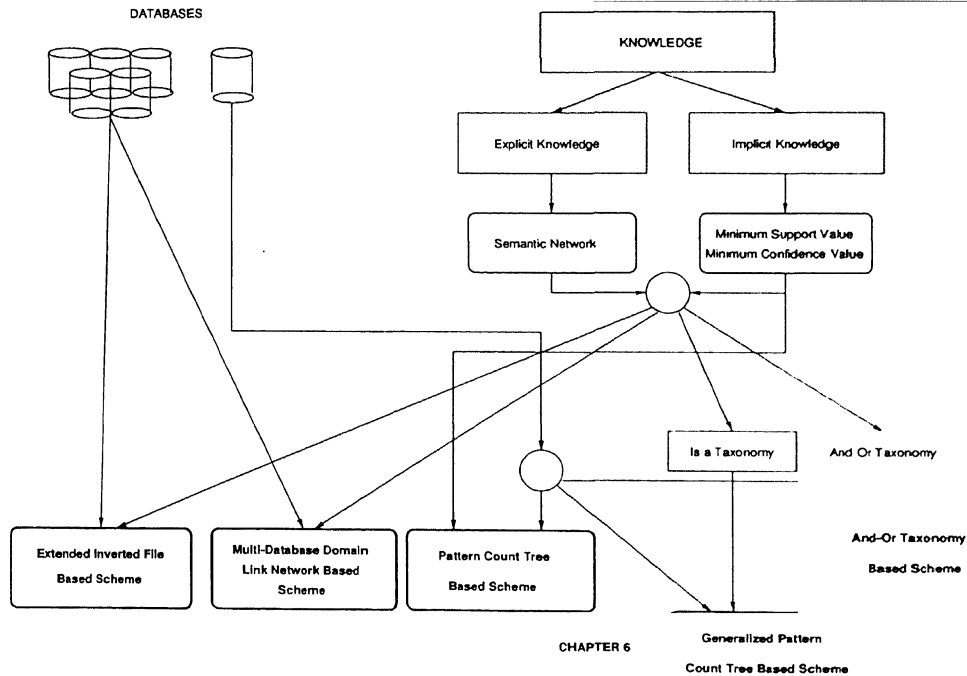 DATABASES
KNOWLEDGE
Explicit Knowledge
Implicit Knowledge
Semantic Network
Minimum Support Value
Minimum Confidence Value
Is a Taxonomy
And Or Taxonomy
Extended Inverted File
Based Scheme
Multi-Database Domain
Link Network Based
Scheme
Pattern Count Tree
Based Scheme
And-Or Taxonomy
Based Scheme
CHAPTER 6
Generalized Pattern
Count Tree Based Scheme